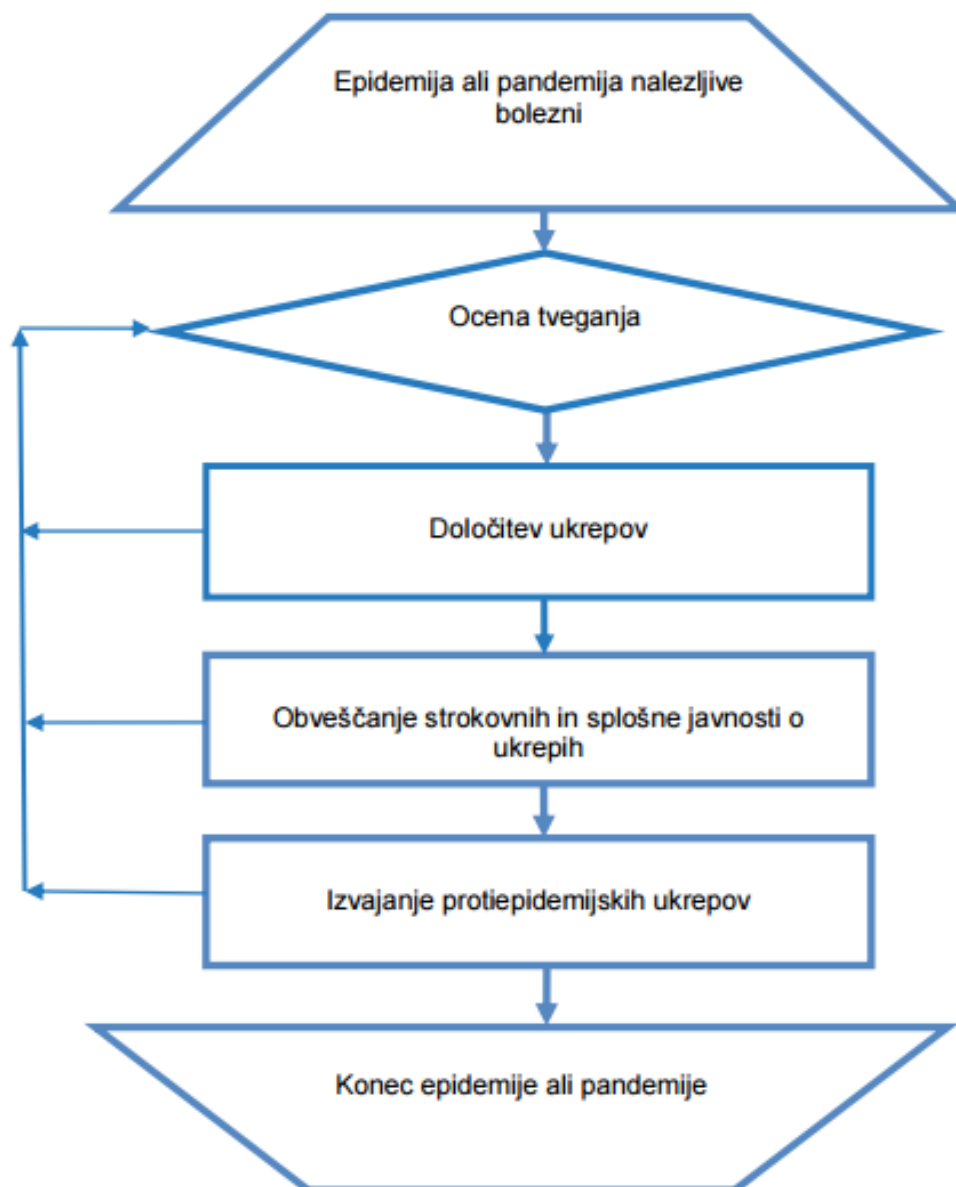 Epidemija ali pandemija nalezljive
bolezni
Ocena tveganja
Določitev ukrepov
Obveščanje strokovnih in splošne javnosti o
ukrepih
Izvajanje protiepidemijskih ukrepov
Konec epidemije ali pandemije